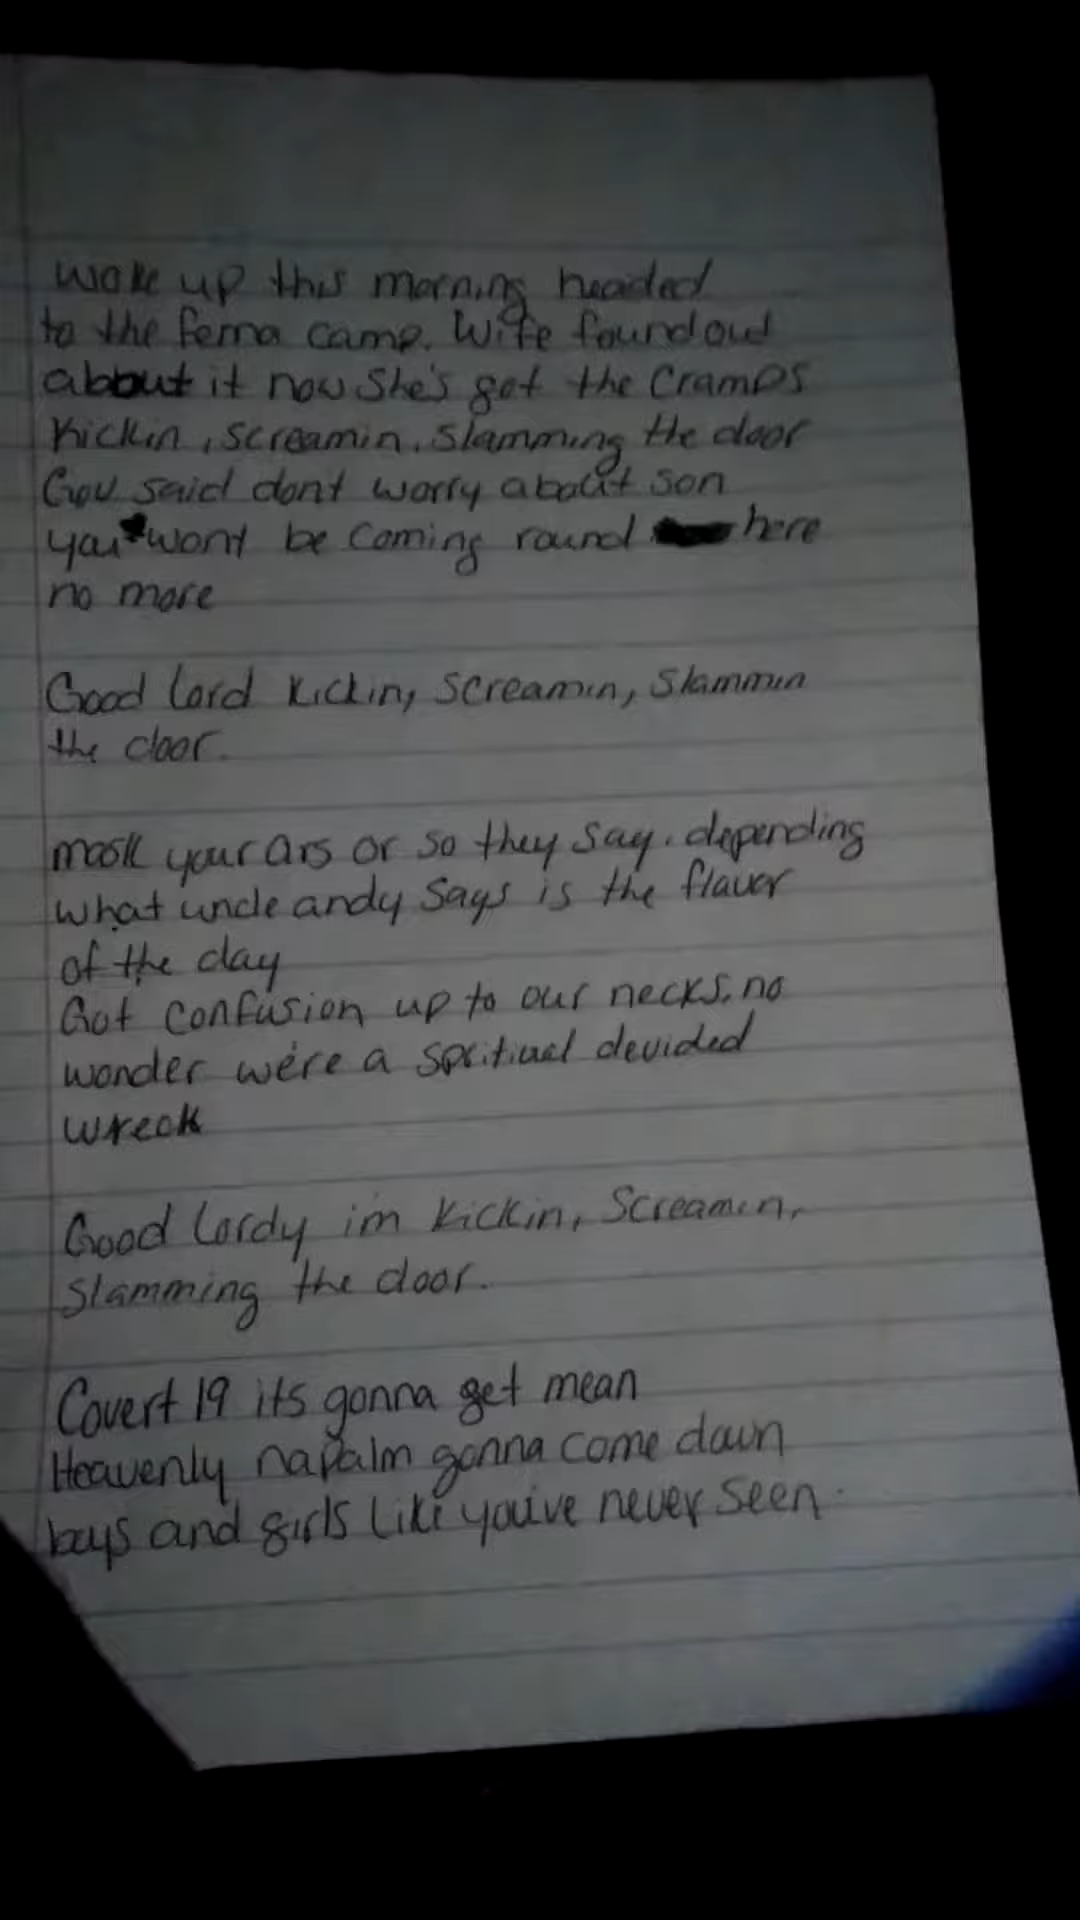 woke up this morning headed
to the fema camp. Wife found out
about it now She's got the Cramps
Kickin, screamin, slamming the door
Gov said dont worry about son
you wont be coming round here
no more
Good Lord kickin, screamin, slammin
the door.
mask your ars or so they say. depending
what uncle andy says is the flavor
of the day
Got confusion up to our necks, no
wonder we're a spritiual devided
wreck
Good Lordy im kickin, Screamin,
slamming the door.
Covert 19 its gonna get mean
Heavenly napalm gonna come down
boys and girls like you've never seen.